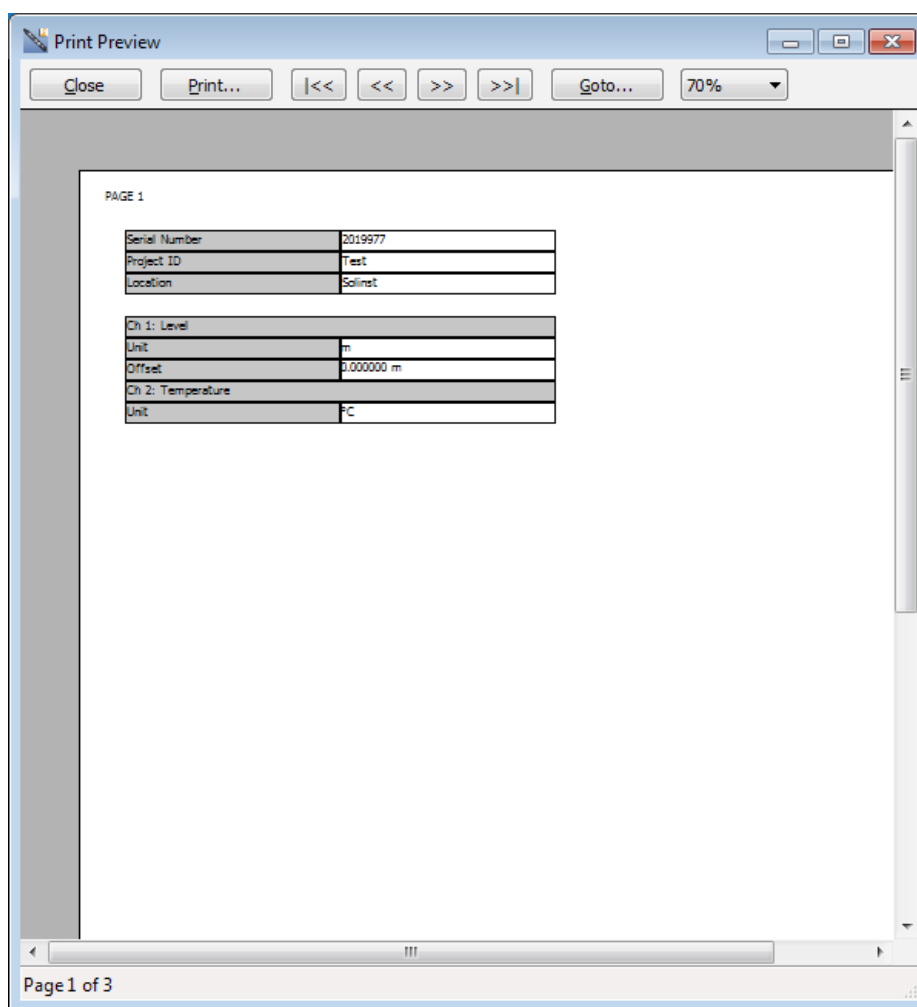 Print Preview
Close Print... |<< << >> >>| Goto... 70%
PAGE 1
Serial Number 2019977
Project ID Test
Location Solinst
Ch 1: Level
Unit m
Offset 0.000000 m
Ch 2: Temperature
Unit °C
Page 1 of 3